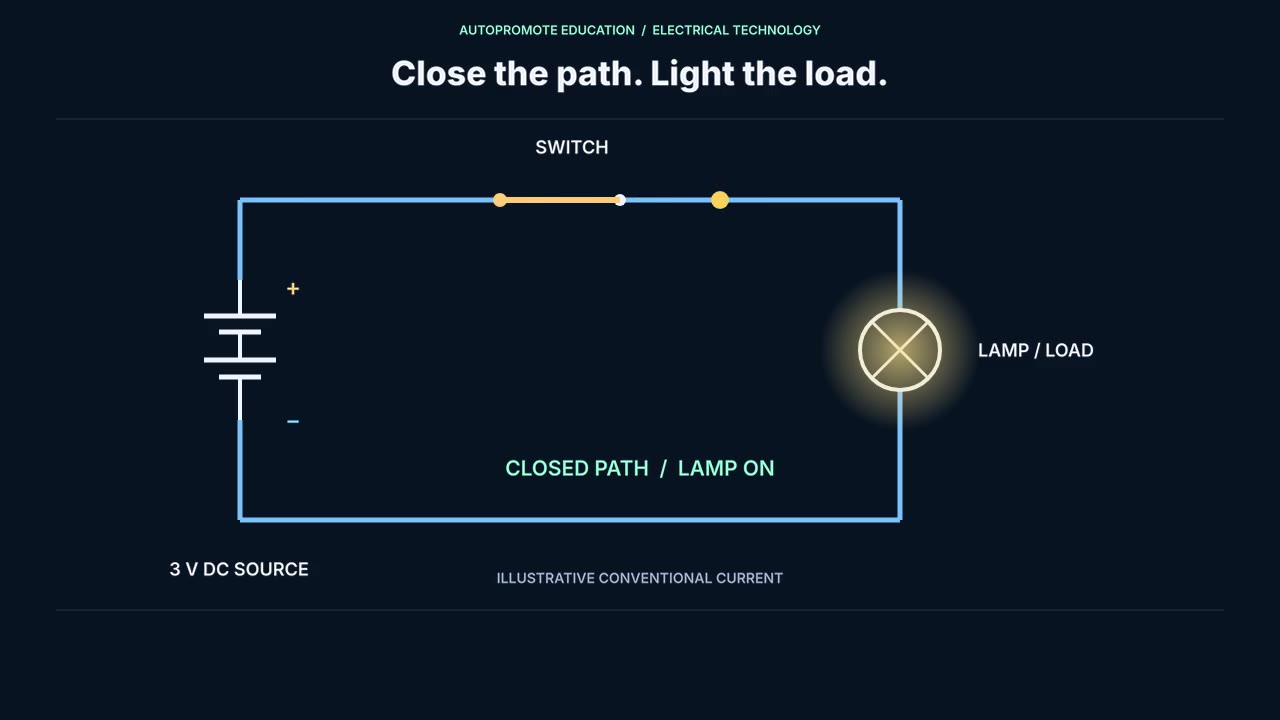 AUTOPROMOTE EDUCATION / ELECTRICAL TECHNOLOGY
Close the path. Light the load.
SWITCH
+
LAMP / LOAD
−
CLOSED PATH / LAMP ON
3 V DC SOURCE
ILLUSTRATIVE CONVENTIONAL CURRENT